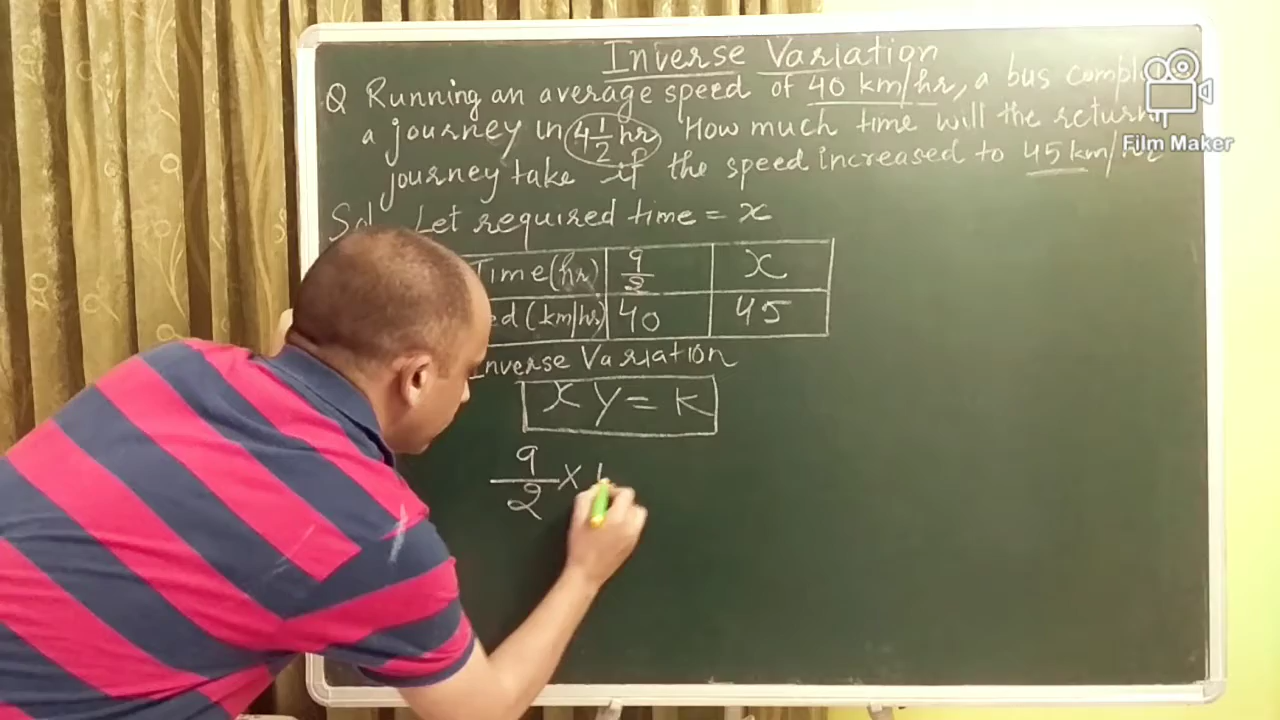 Inverse Variation
Q Running an average speed of 40 km/hr, a bus
a journey in 4 1/2 hr How much time will the return
journey take if the speed increased to 45 km/hr
Sol Let required time = x
Time (hr) 9/2 x
ed (km/hr) 40 45
Inverse Variation
x y = K
9/2 ×
Film Maker